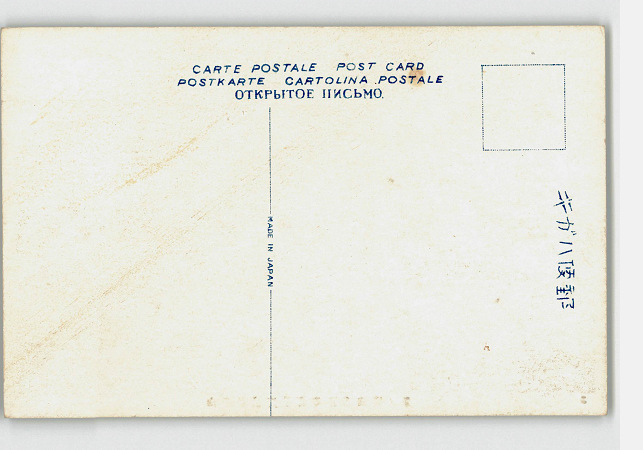 CARTE POSTALE POST CARD
POSTKARTE CARTOLINA POSTALE
ОТКРЫТОЕ ПИСЬМО.
MADE IN JAPAN
郵便ハガキ